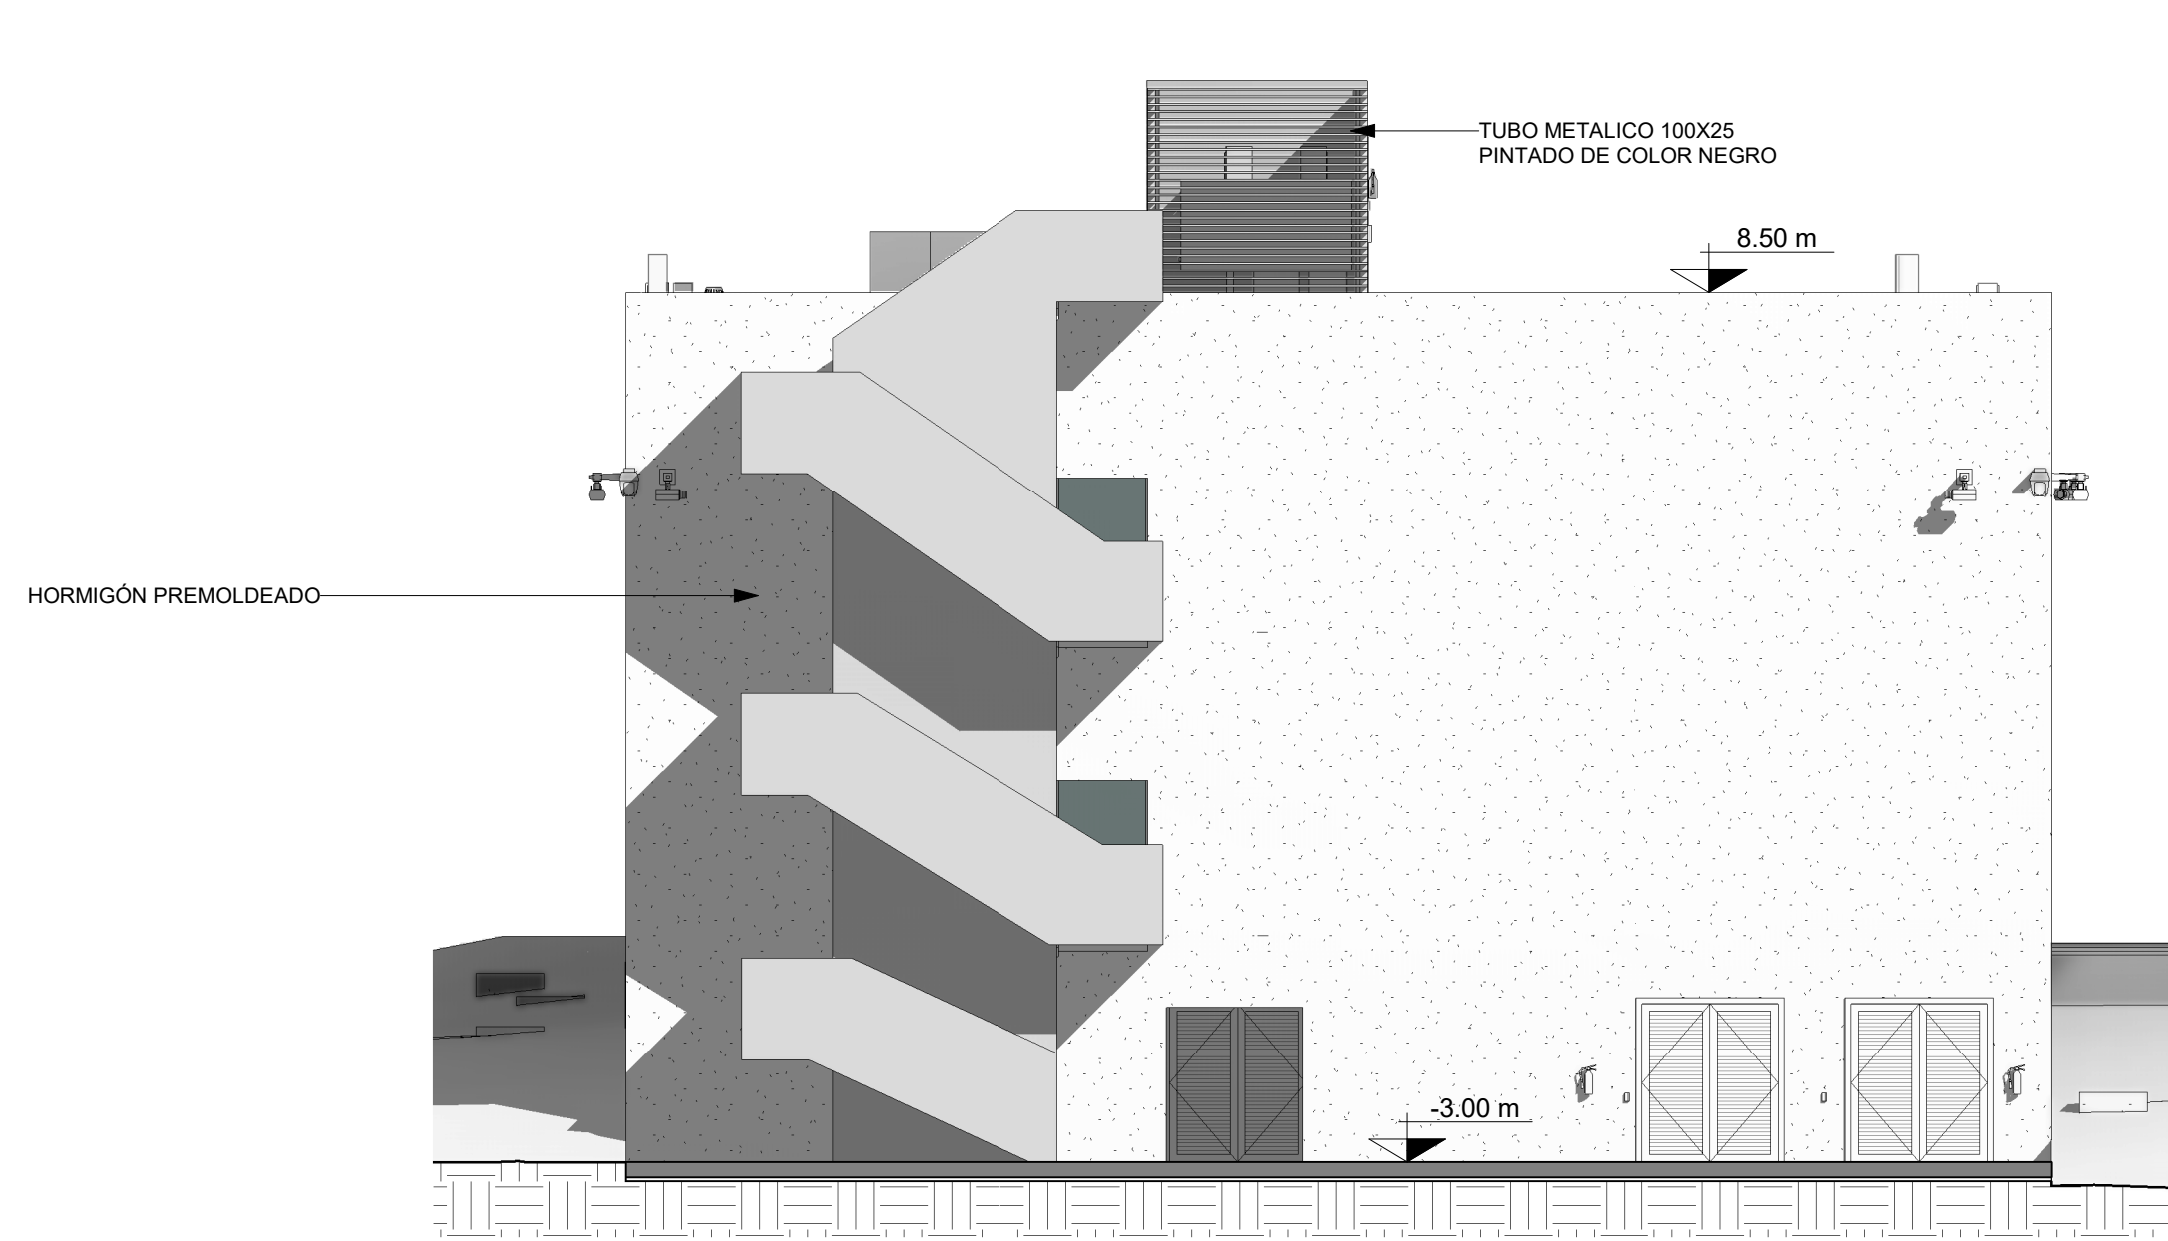 TUBO METALICO 100X25
PINTADO DE COLOR NEGRO
8.50 m
HORMIGÓN PREMOLDEADO
-3.00 m